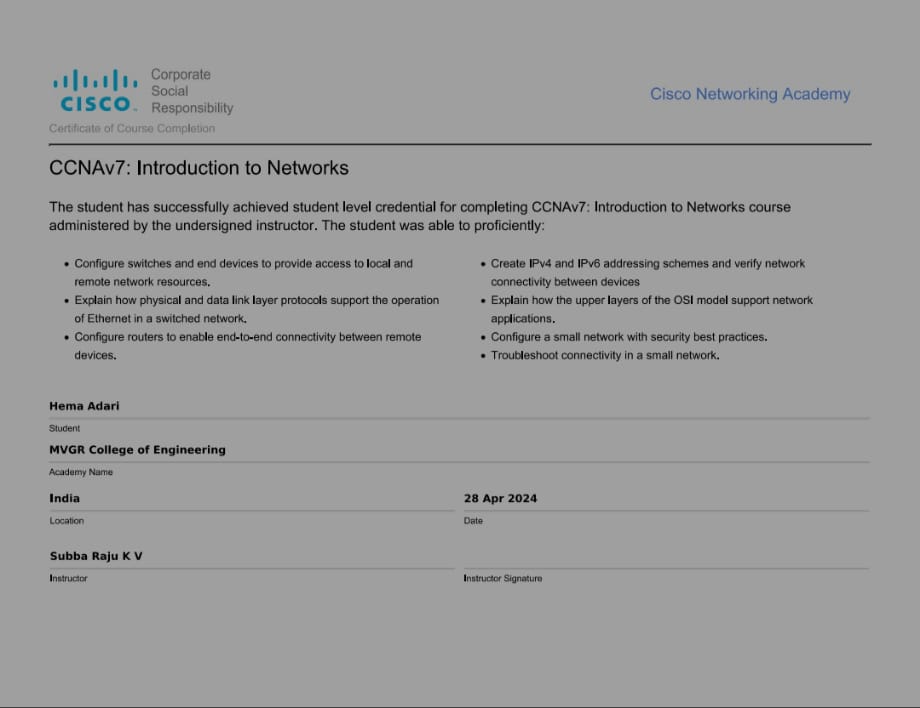 Corporate
Social
Responsibility
CISCO
Cisco Networking Academy
Certificate of Course Completion
CCNAv7: Introduction to Networks
The student has successfully achieved student level credential for completing CCNAv7: Introduction to Networks course
administered by the undersigned instructor. The student was able to proficiently:
• Configure switches and end devices to provide access to local and
remote network resources.
• Explain how physical and data link layer protocols support the operation
of Ethernet in a switched network.
• Configure routers to enable end-to-end connectivity between remote
devices.
• Create IPv4 and IPv6 addressing schemes and verify network
connectivity between devices
• Explain how the upper layers of the OSI model support network
applications.
• Configure a small network with security best practices.
• Troubleshoot connectivity in a small network.
Hema Adari
Student
MVGR College of Engineering
Academy Name
India
Location
28 Apr 2024
Date
Subba Raju K V
Instructor
Instructor Signature